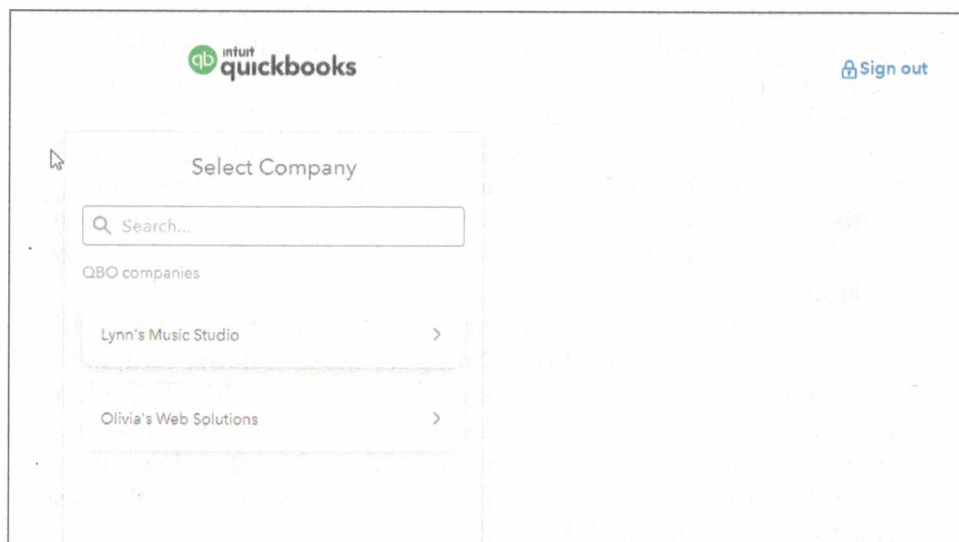 intuit
quickbooks
Sign out
Select Company
Search...
QBO companies
Lynn's Music Studio
Olivia's Web Solutions